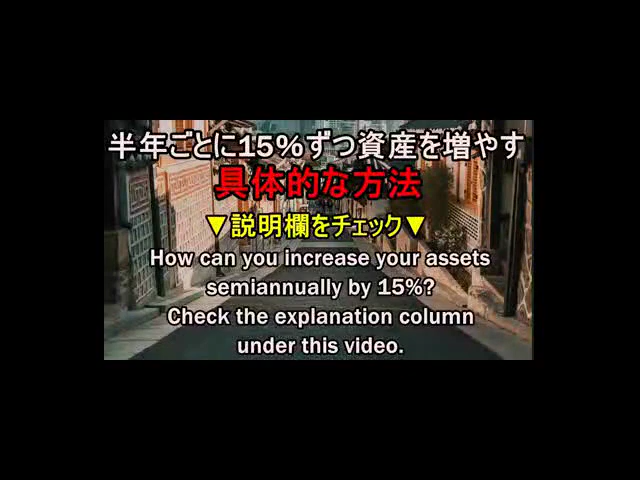 半年ごとに15%ずつ資産を増やす
具体的な方法
▼説明欄をチェック▼
How can you increase your assets
semiannually by 15%?
Check the explanation column
under this video.